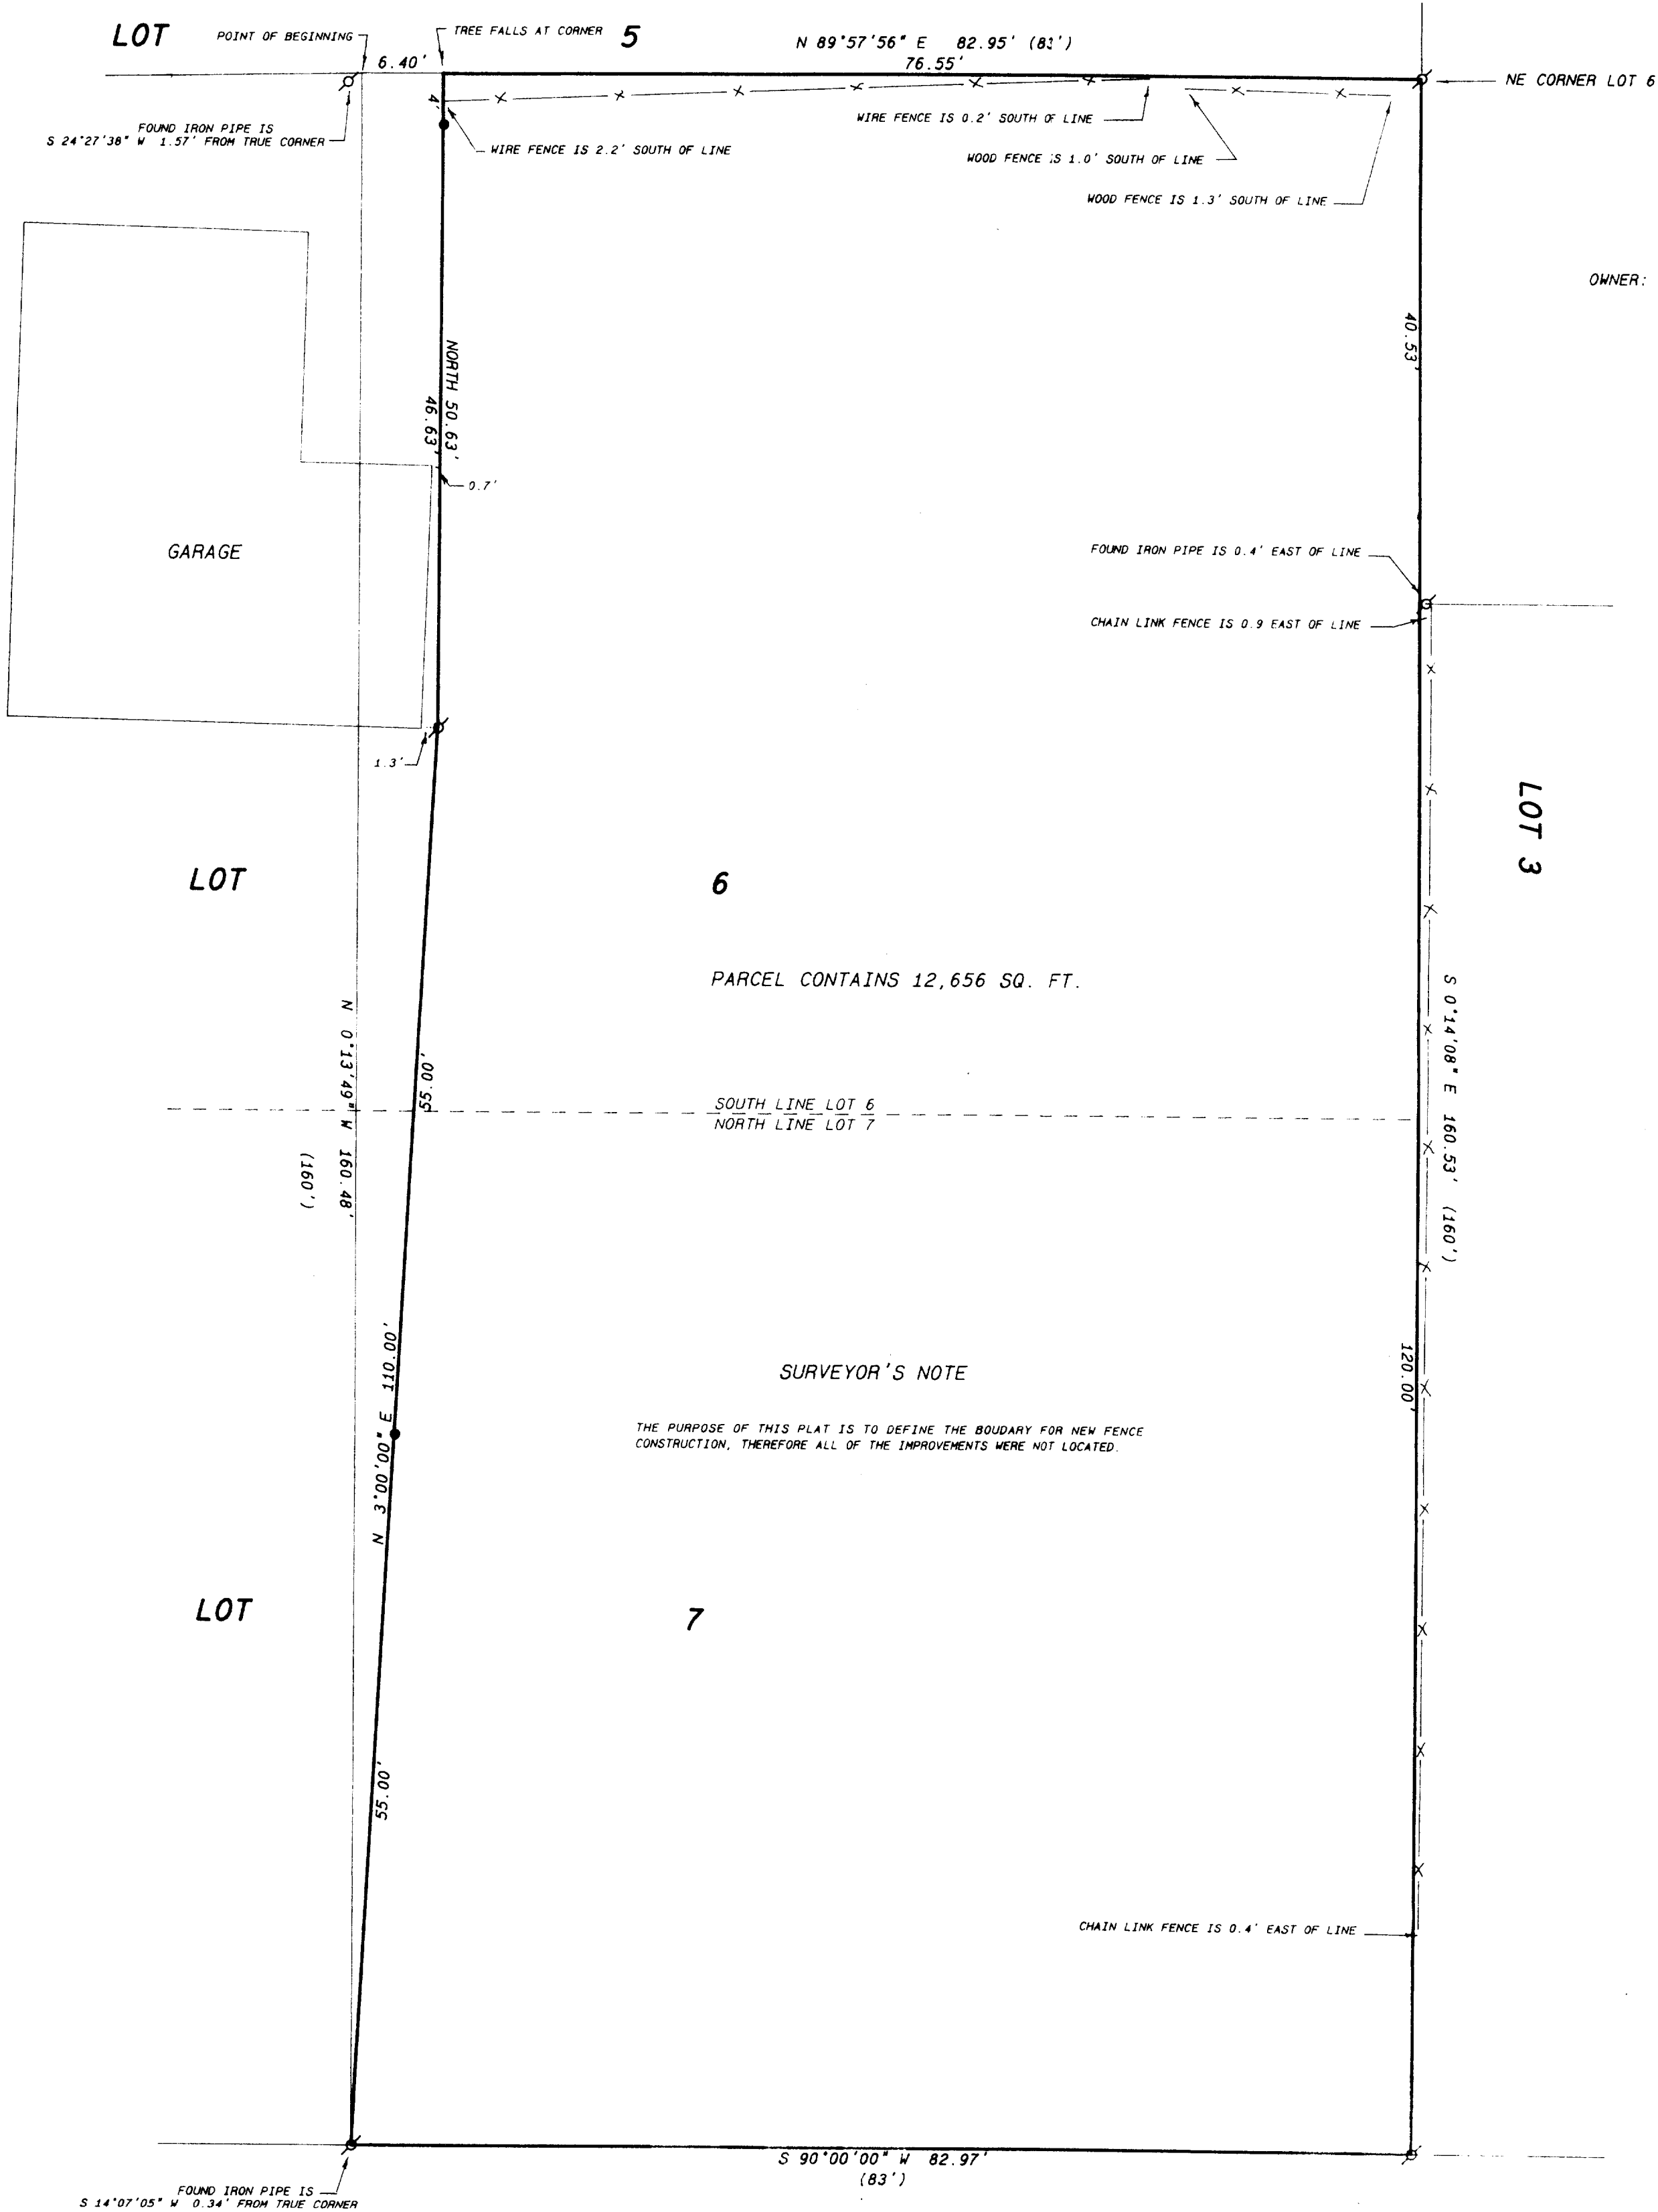 LOT
POINT OF BEGINNING
TREE FALLS AT CORNER
5
N 89°57'56" E 82.95' (83')
6.40'
76.55'
NE CORNER LOT 6
4'
FOUND IRON PIPE IS
S 24°27'38" W 1.57' FROM TRUE CORNER
WIRE FENCE IS 0.2' SOUTH OF LINE
WIRE FENCE IS 2.2' SOUTH OF LINE
WOOD FENCE IS 1.0' SOUTH OF LINE
WOOD FENCE IS 1.3' SOUTH OF LINE
OWNER:
40.53'
NORTH 50.63'
46.63'
0.7'
GARAGE
FOUND IRON PIPE IS 0.4' EAST OF LINE
CHAIN LINK FENCE IS 0.9 EAST OF LINE
1.3'
LOT 3
LOT
6
PARCEL CONTAINS 12,656 SQ. FT.
N 0°13'49" W 160.48'
(160')
55.00'
S 0°14'08" E 160.53' (160')
SOUTH LINE LOT 6
NORTH LINE LOT 7
N 3°00'00" E 110.00'
120.00'
SURVEYOR'S NOTE
THE PURPOSE OF THIS PLAT IS TO DEFINE THE BOUDARY FOR NEW FENCE
CONSTRUCTION, THEREFORE ALL OF THE IMPROVEMENTS WERE NOT LOCATED.
LOT
7
55.00'
CHAIN LINK FENCE IS 0.4' EAST OF LINE
S 90°00'00" W 82.97'
(83')
FOUND IRON PIPE IS
S 14°07'05" W 0.34' FROM TRUE CORNER